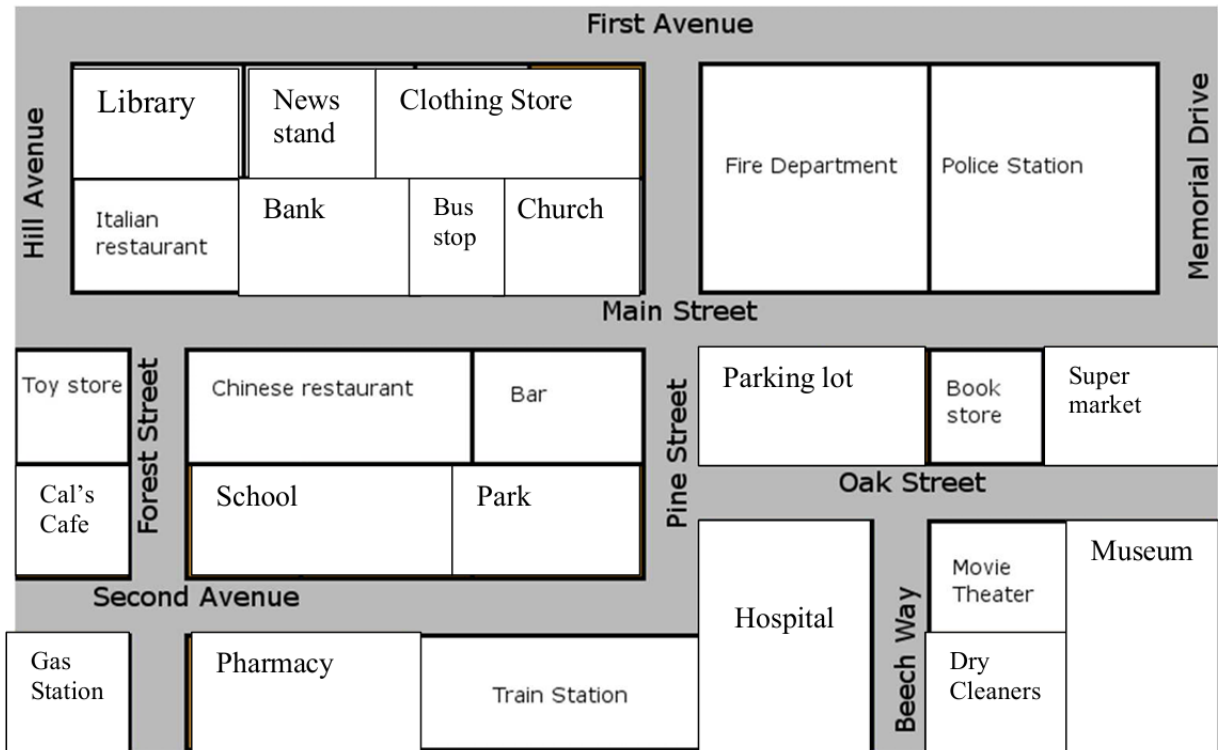 First Avenue
Library
News
stand
Clothing Store
Fire Department
Police Station
Hill Avenue
Memorial Drive
Italian
restaurant
Bank
Bus
stop
Church
Main Street
Toy store
Forest Street
Chinese restaurant
Bar
Pine Street
Parking lot
Book
store
Super
market
Cal's
Cafe
School
Park
Oak Street
Second Avenue
Hospital
Beech Way
Movie
Theater
Museum
Gas
Station
Pharmacy
Train Station
Dry
Cleaners